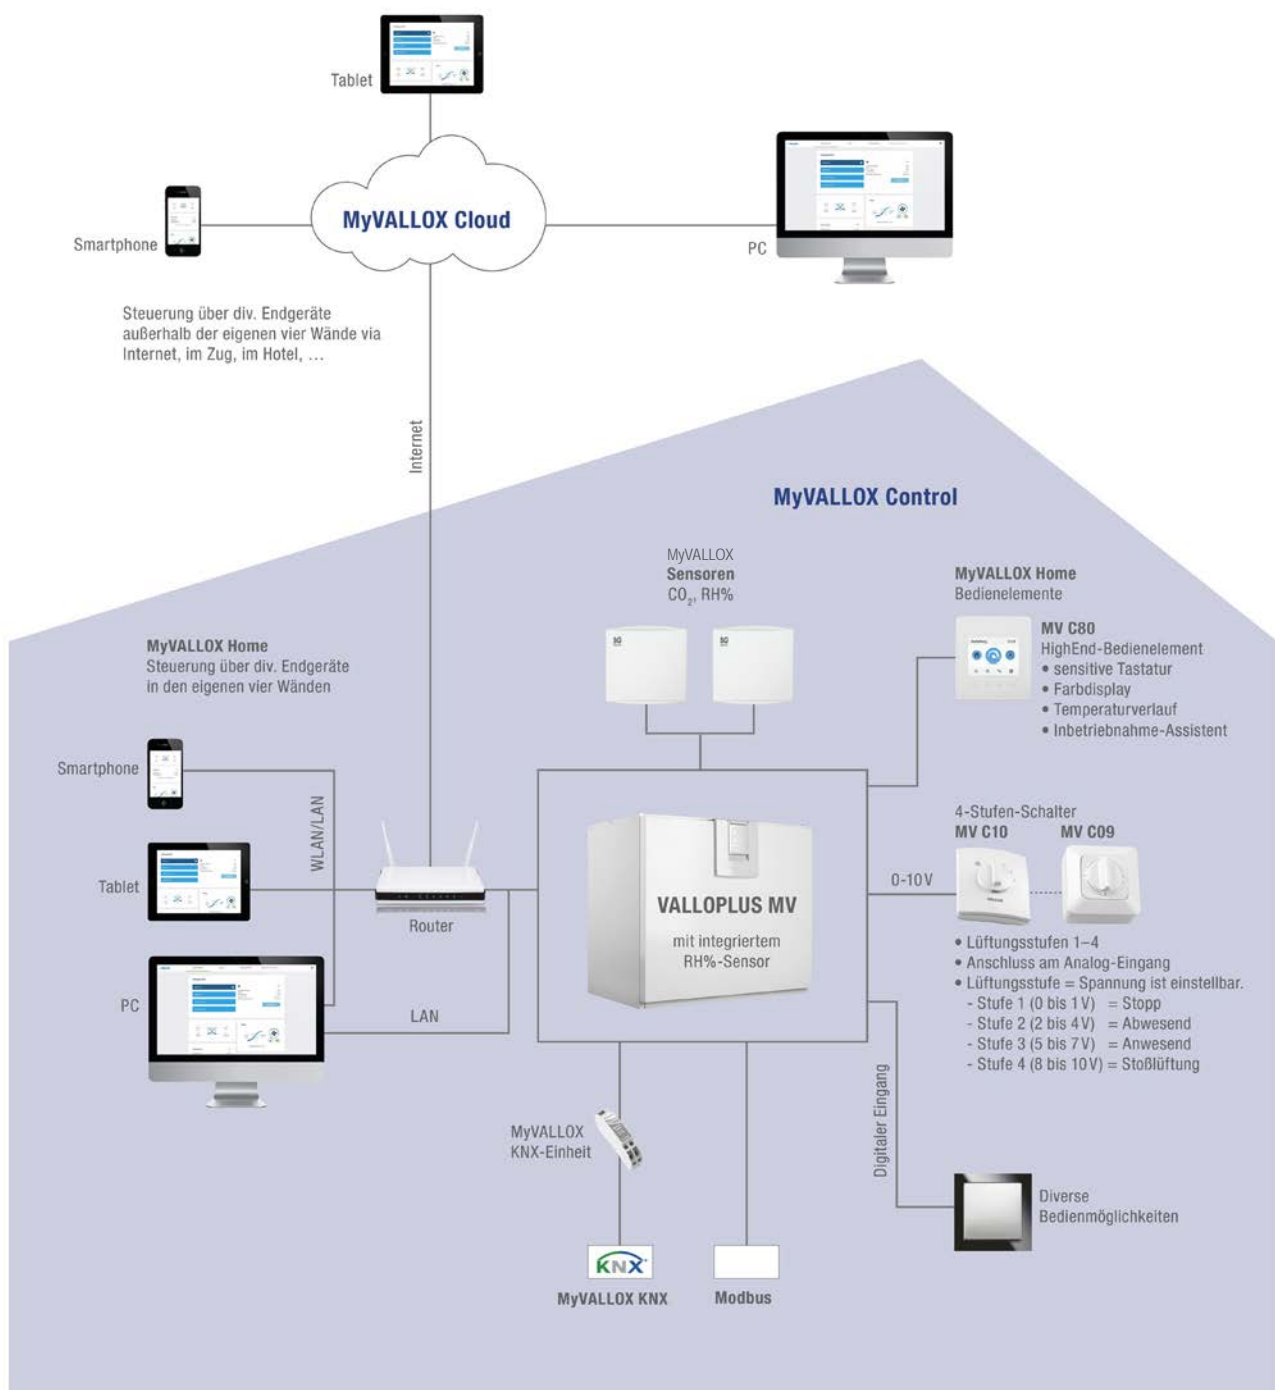 Tablet
MyVALLOX Cloud
Smartphone
PC
Steuerung über div. Endgeräte
außerhalb der eigenen vier Wände via
Internet, im Zug, im Hotel, …
Internet
MyVALLOX Control
MyVALLOX
Sensoren
CO₂, RH%
MyVALLOX Home
Bedienelemente
MV C80
HighEnd-Bedienelement
• sensitive Tastatur
• Farbdisplay
• Temperaturverlauf
• Inbetriebnahme-Assistent
MyVALLOX Home
Steuerung über div. Endgeräte
in den eigenen vier Wänden
Smartphone
WLAN/LAN
Tablet
Router
PC
LAN
VALLOPLUS MV
mit integriertem
RH%-Sensor
4-Stufen-Schalter
MV C10 MV C09
0-10 V
• Lüftungsstufen 1–4
• Anschluss am Analog-Eingang
• Lüftungsstufe = Spannung ist einstellbar.
- Stufe 1 (0 bis 1 V) = Stopp
- Stufe 2 (2 bis 4 V) = Abwesend
- Stufe 3 (5 bis 7 V) = Anwesend
- Stufe 4 (8 bis 10 V) = Stoßlüftung
Digitaler Eingang
MyVALLOX
KNX-Einheit
Diverse
Bedienmöglichkeiten
KNX
MyVALLOX KNX
Modbus